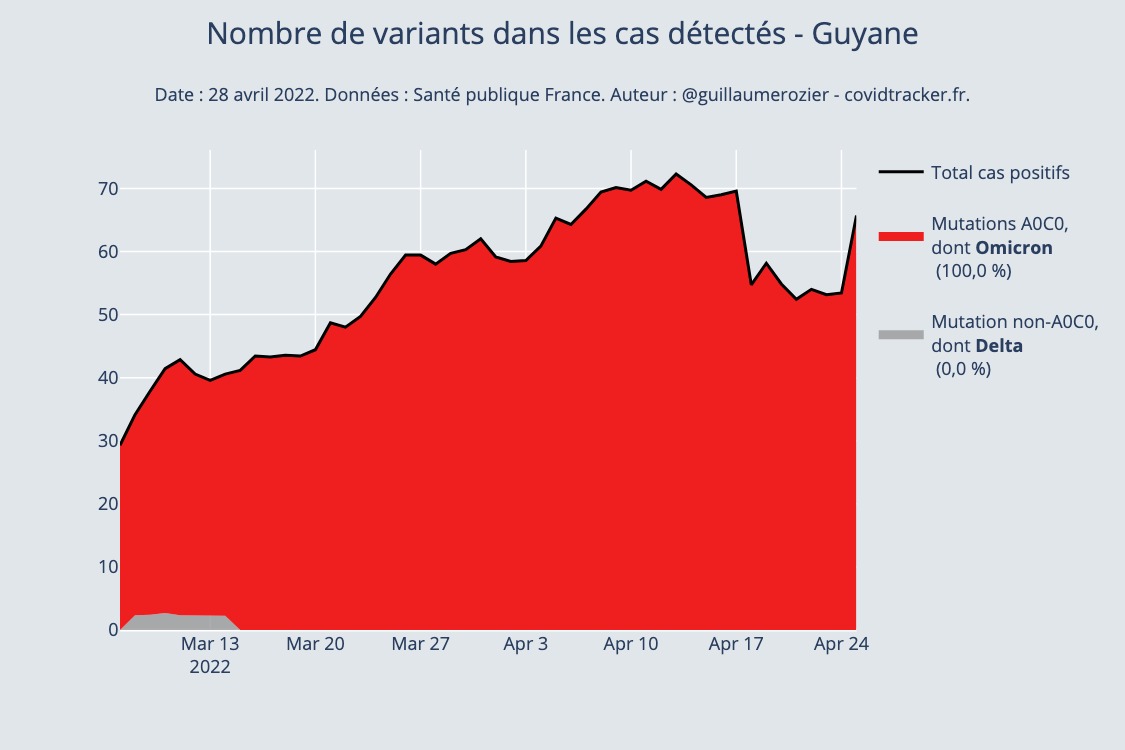 Nombre de variants dans les cas détectés - Guyane
Date : 28 avril 2022. Données : Santé publique France. Auteur : @guillaumerozier - covidtracker.fr.
70
60
50
40
30
20
10
0
Mar 13
2022
Mar 20
Mar 27
Apr 3
Apr 10
Apr 17
Apr 24
Total cas positifs
Mutations A0C0,
dont Omicron
(100,0 %)
Mutation non-A0C0,
dont Delta
(0,0 %)